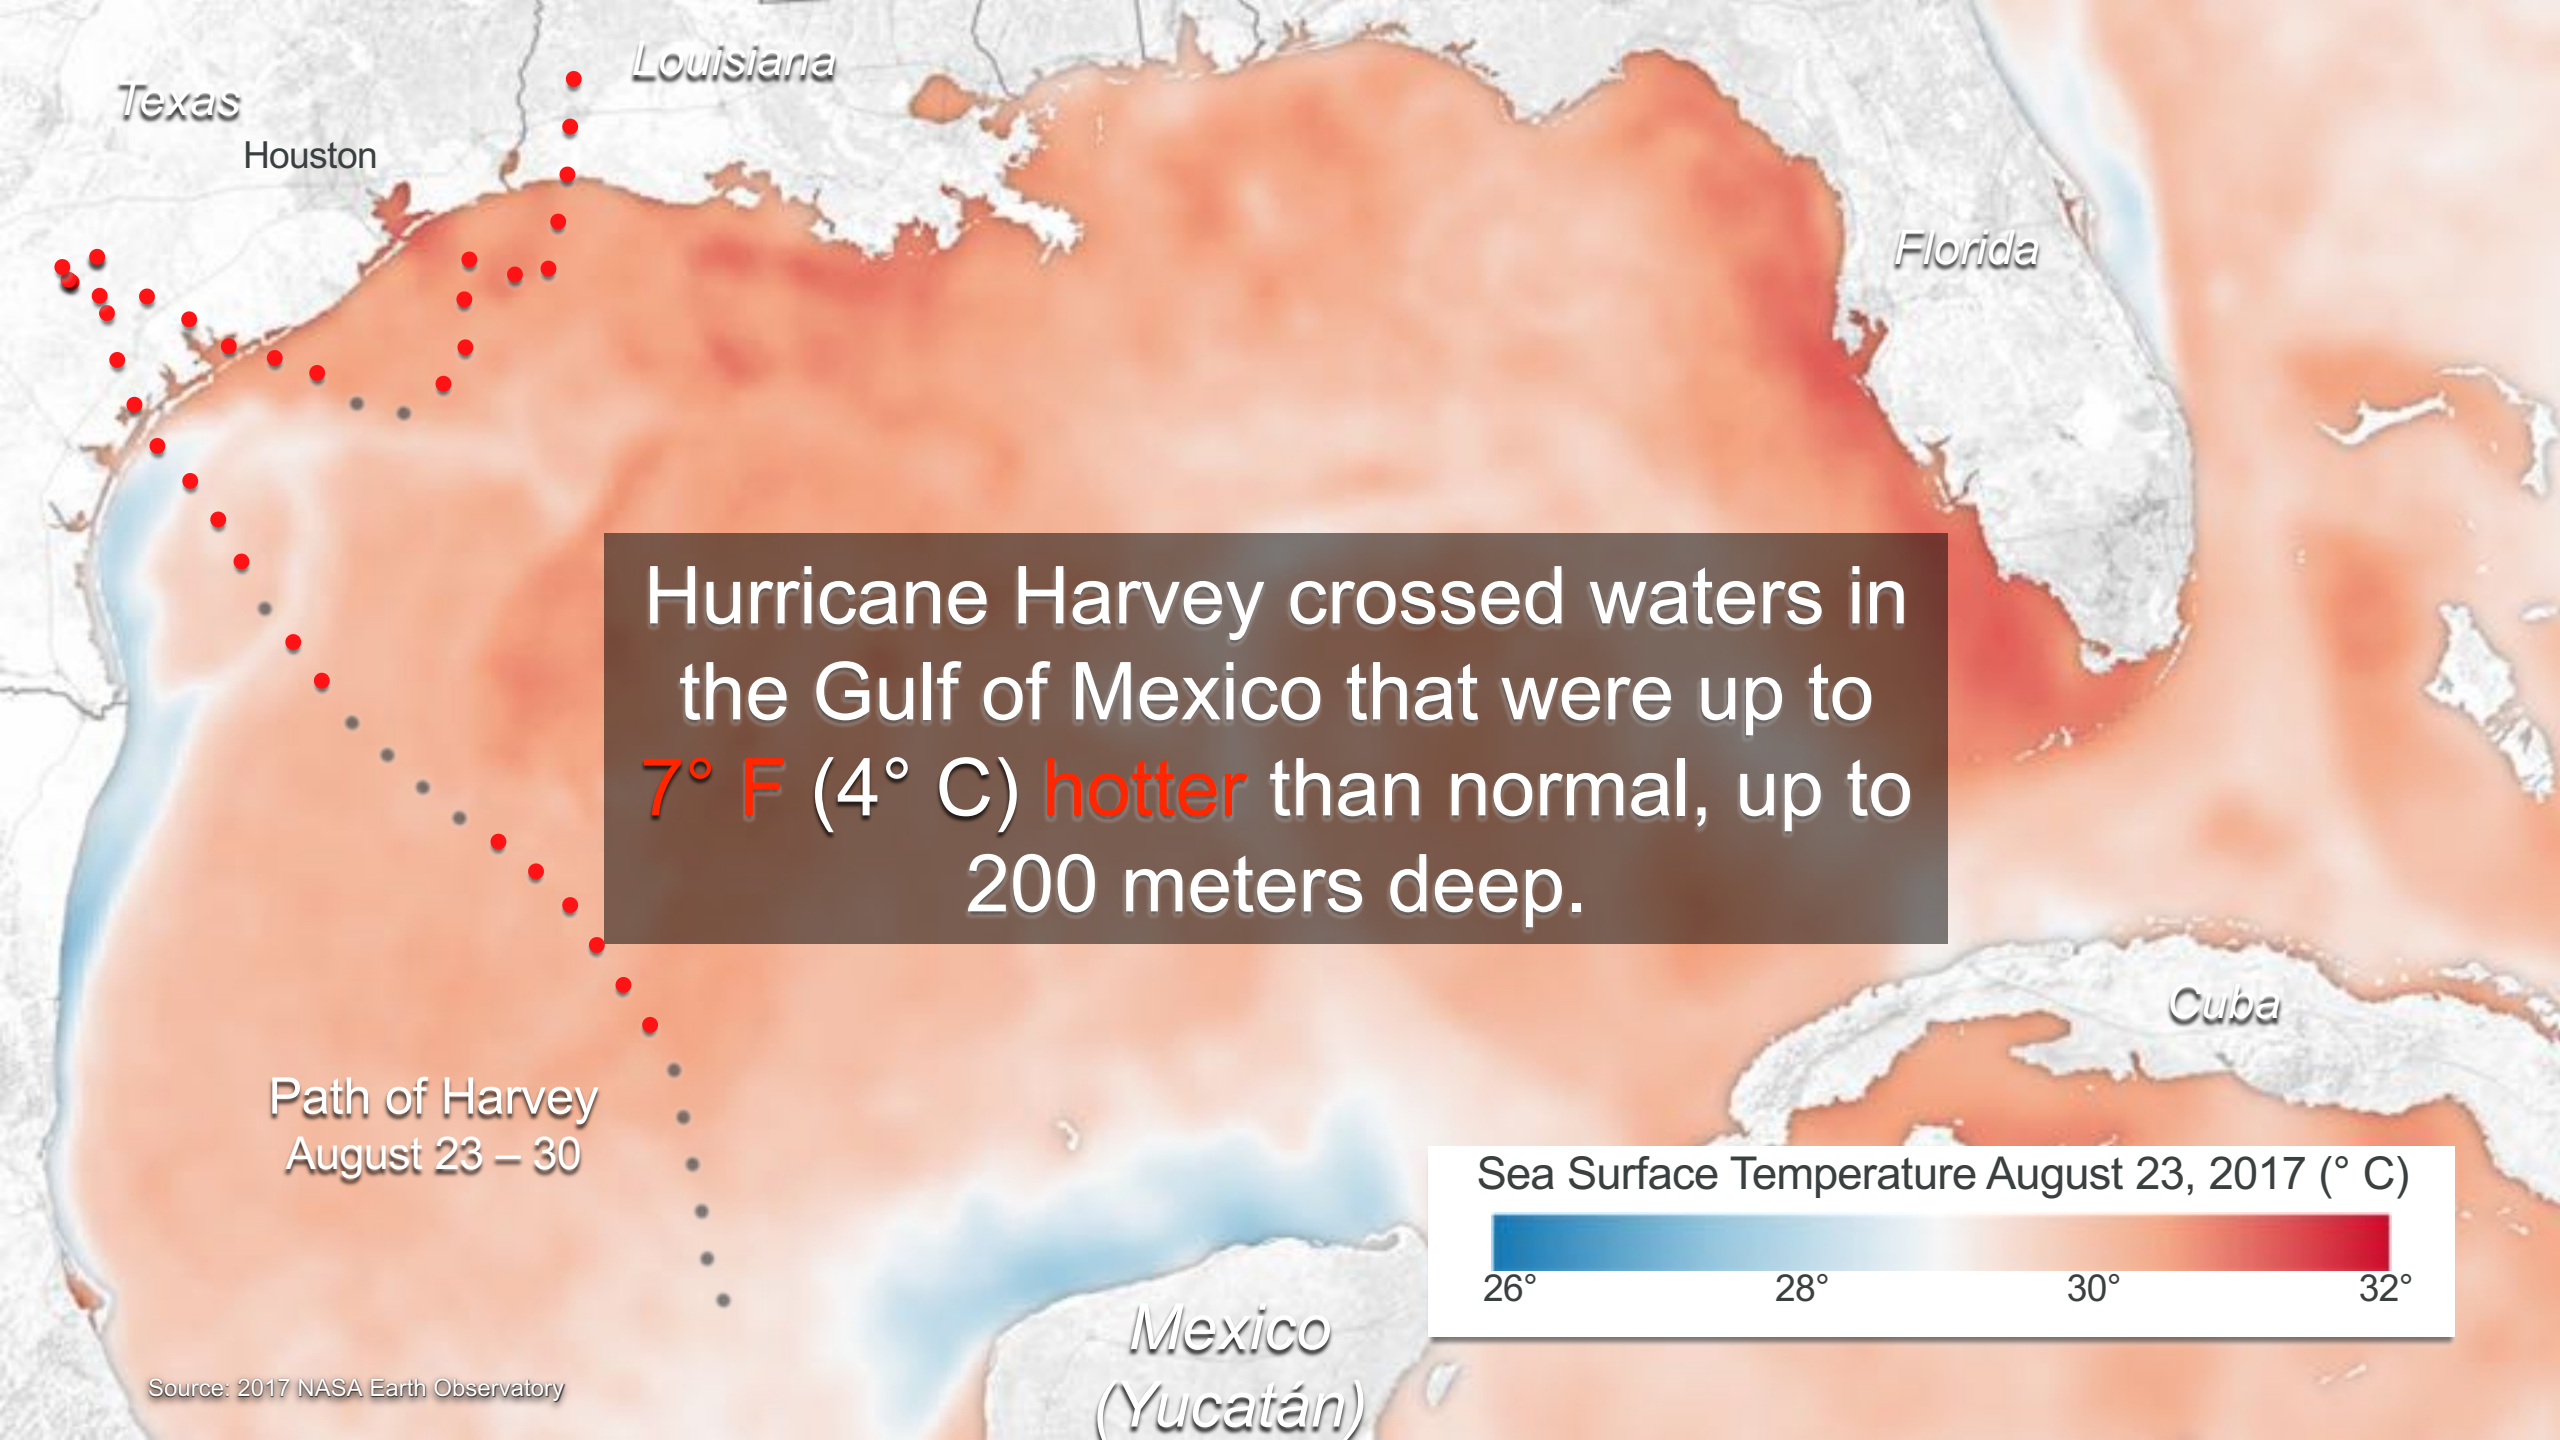 Louisiana
Texas
Houston
Florida
Hurricane Harvey crossed waters in
the Gulf of Mexico that were up to
7° F (4° C) hotter than normal, up to
200 meters deep.
Cuba
Path of Harvey
August 23 – 30
Sea Surface Temperature August 23, 2017 (° C)
26° 28° 30° 32°
Mexico
(Yucatán)
Source: 2017 NASA Earth Observatory